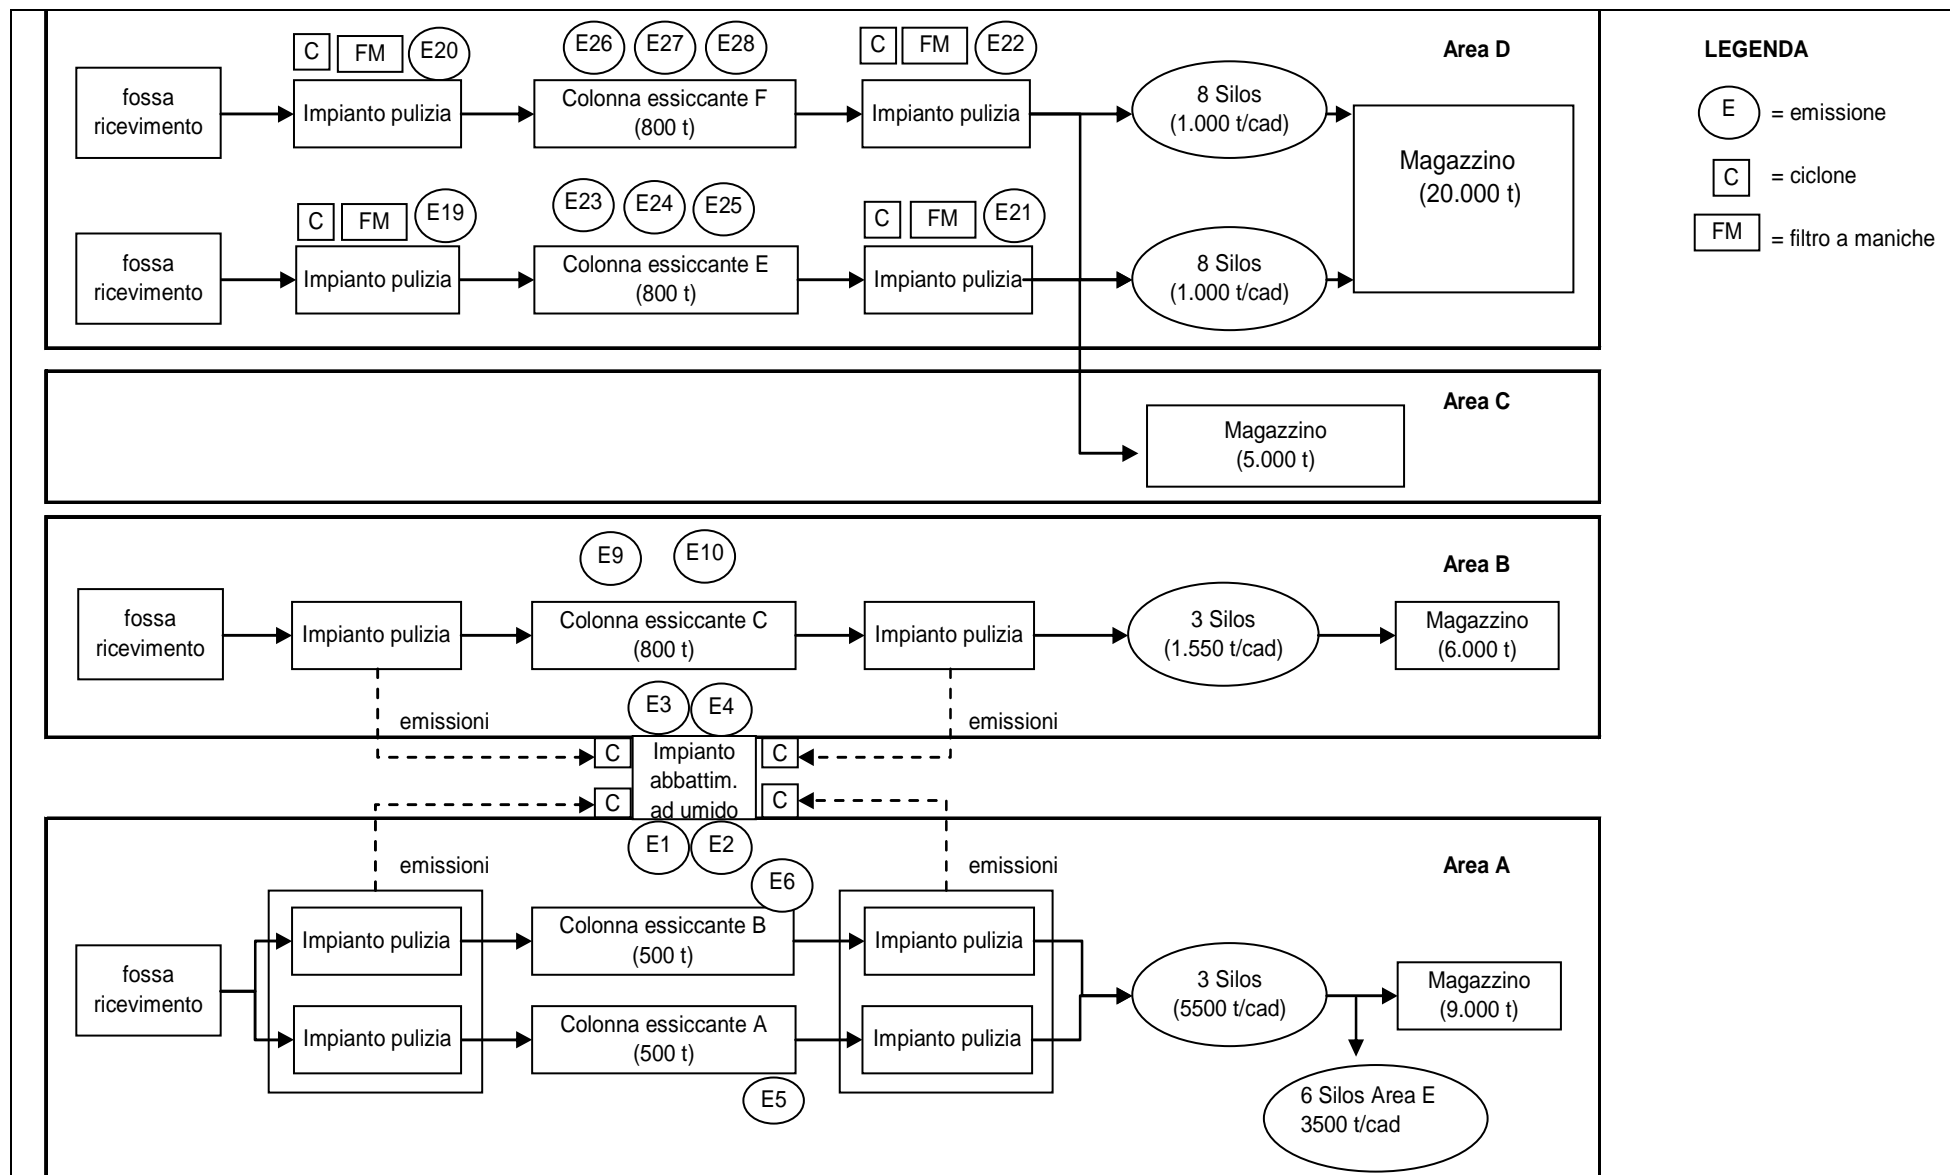 Area D
C
FM
E20
E26
E27
E28
C
FM
E22
fossa
ricevimento
Impianto pulizia
Colonna essiccante F
(800 t)
Impianto pulizia
8 Silos
(1.000 t/cad)
Magazzino
(20.000 t)
C
FM
E19
E23
E24
E25
C
FM
E21
fossa
ricevimento
Impianto pulizia
Colonna essiccante E
(800 t)
Impianto pulizia
8 Silos
(1.000 t/cad)
LEGENDA
E
= emissione
C
= ciclone
FM
= filtro a maniche
Area C
Magazzino
(5.000 t)
Area B
E9
E10
fossa
ricevimento
Impianto pulizia
Colonna essiccante C
(800 t)
Impianto pulizia
3 Silos
(1.550 t/cad)
Magazzino
(6.000 t)
emissioni
E3
E4
emissioni
C
Impianto
abbattim.
ad umido
C
C
C
E1
E2
Area A
emissioni
emissioni
E6
fossa
ricevimento
Impianto pulizia
Colonna essiccante B
(500 t)
Impianto pulizia
Impianto pulizia
Colonna essiccante A
(500 t)
Impianto pulizia
E5
3 Silos
(5500 t/cad)
Magazzino
(9.000 t)
6 Silos Area E
3500 t/cad